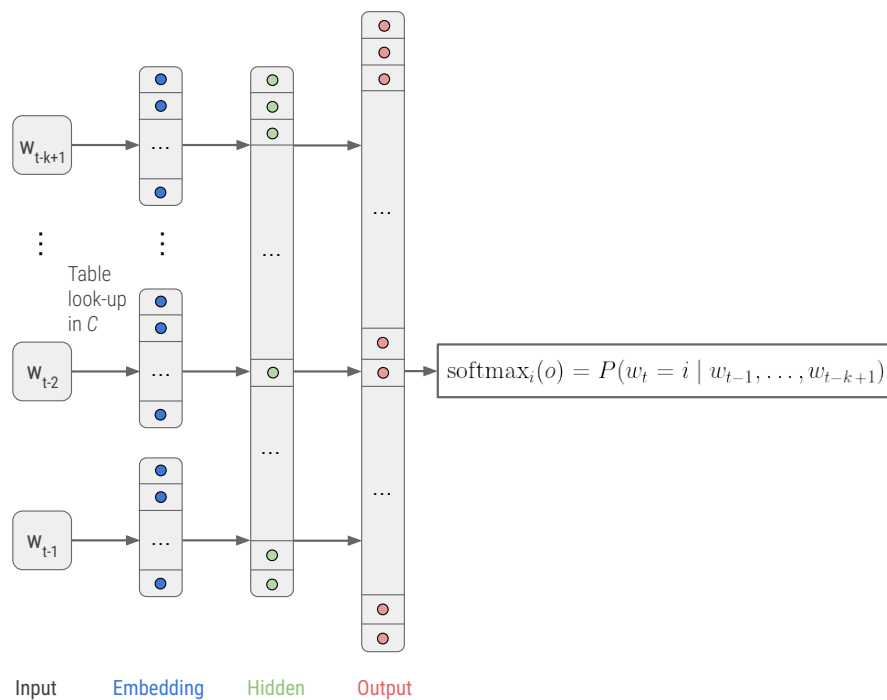 w_{t-k+1}
...
...
...
⋮
⋮
Table
look-up
in C
...
w_{t-2}
...
softmax_i(o) = P(w_t = i | w_{t-1}, ..., w_{t-k+1})
...
...
w_{t-1}
...
Input
Embedding
Hidden
Output